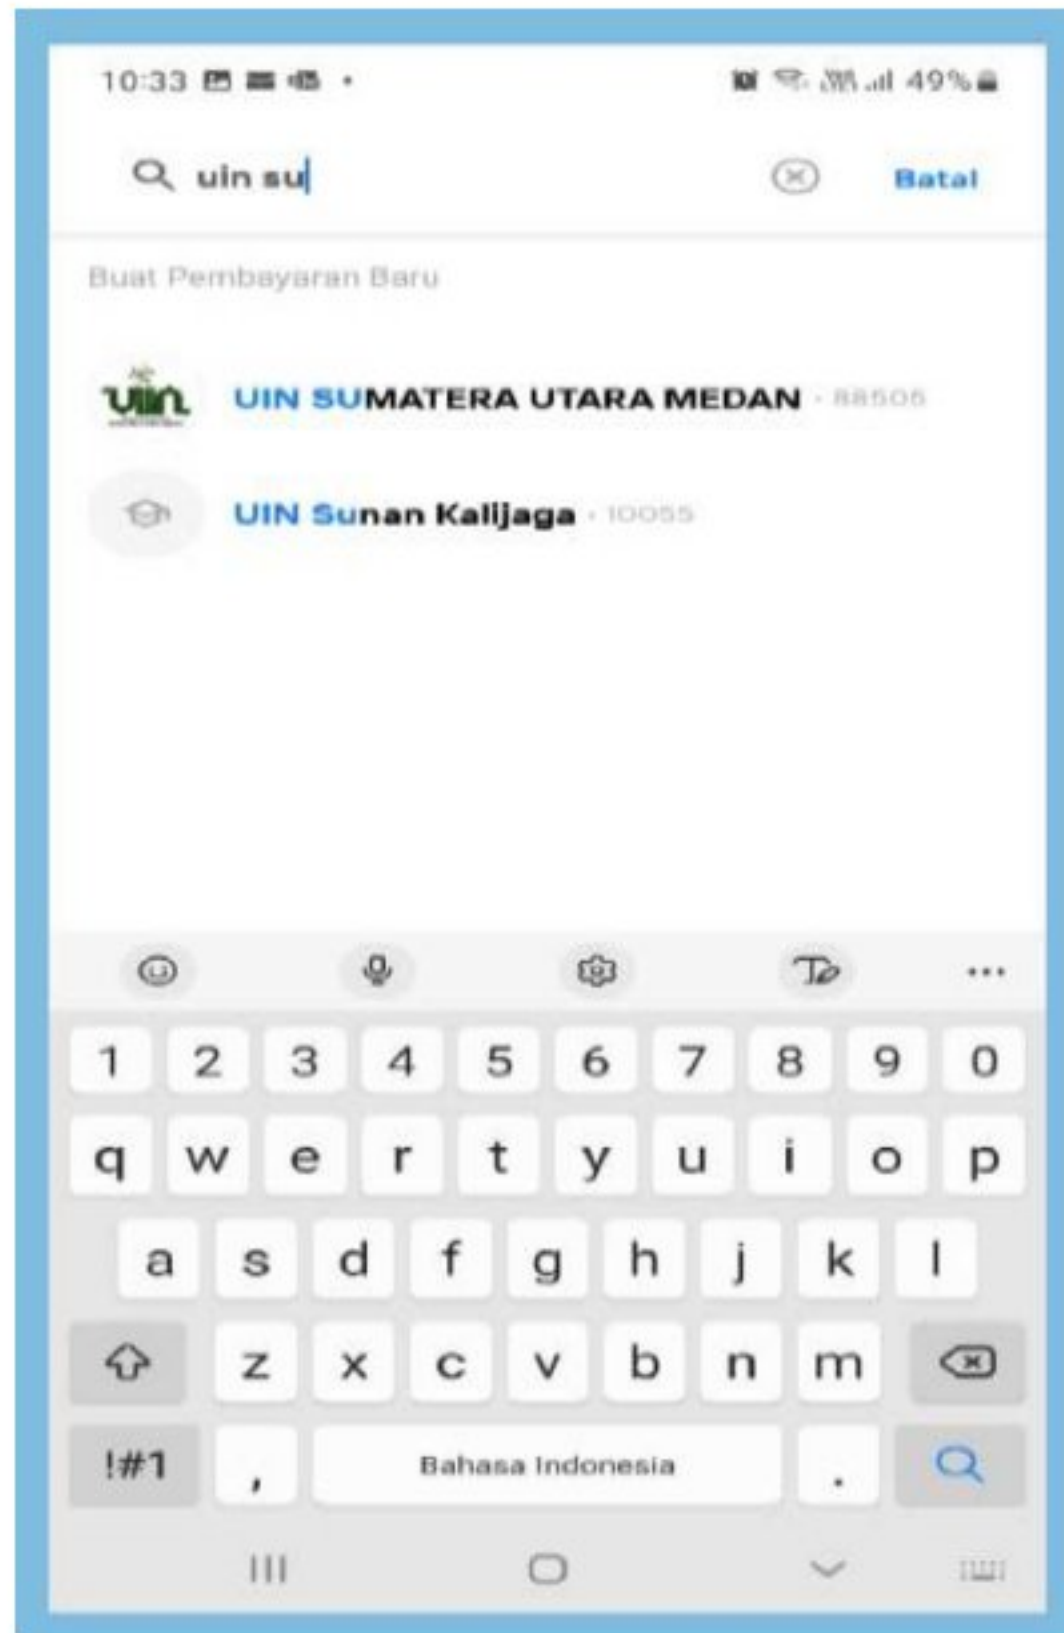 10:33 49%
uin su Batal
Buat Pembayaran Baru
uin UIN SUMATERA UTARA MEDAN · 88505
UIN Sunan Kalijaga · 10055
1 2 3 4 5 6 7 8 9 0
q w e r t y u i o p
a s d f g h j k l
z x c v b n m
!#1 , Bahasa Indonesia .